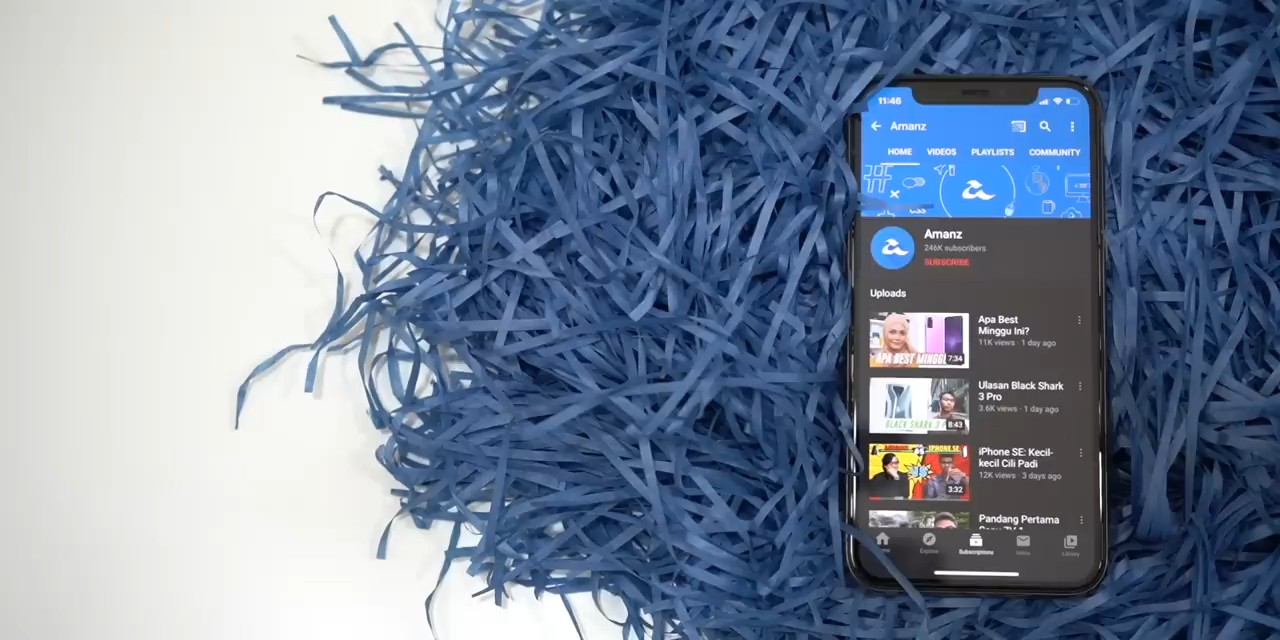 11:46
Amanz
HOME VIDEOS PLAYLISTS COMMUNITY
Amanz
246K subscribers
SUBSCRIBE
Uploads
Apa Best
Minggu Ini?
11K views · 1 day ago
APA BEST MINGGU
7:34
Ulasan Black Shark
3 Pro
3.6K views · 1 day ago
BLACK SHARK 3
8:43
iPhone SE: Kecil-
kecil Cili Padi
12K views · 3 days ago
IPHONE SE
3:32
Pandang Pertama
Explore Subscriptions Inbox Library